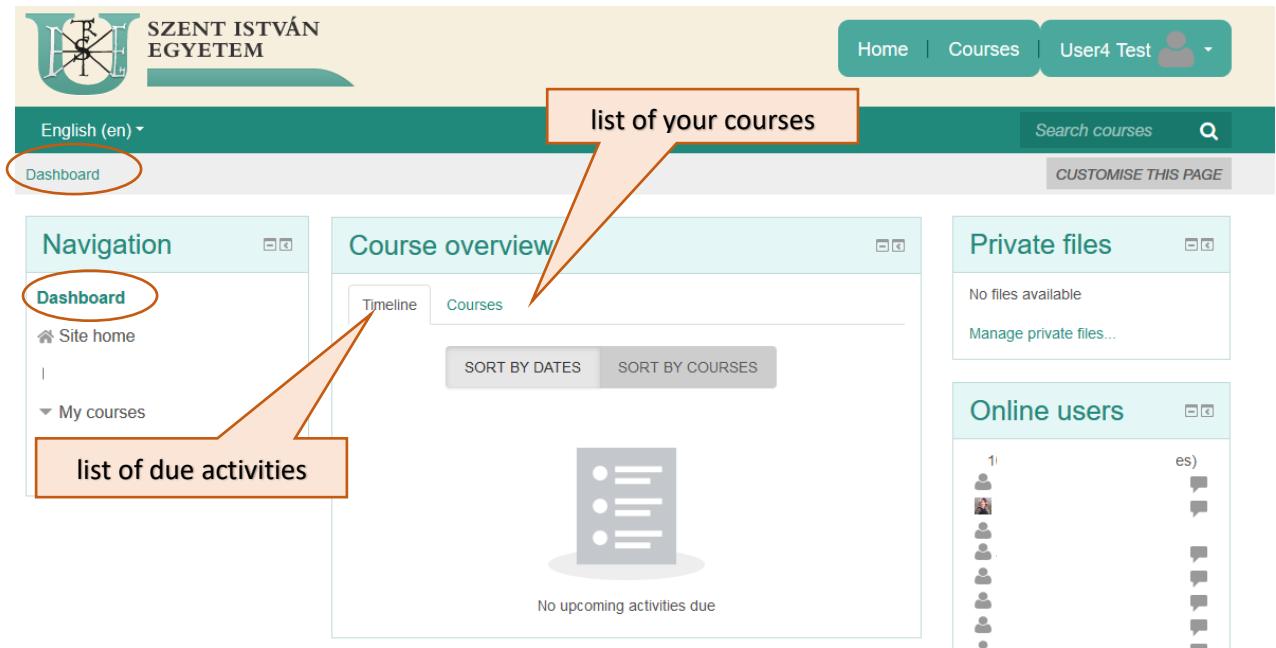 SZENT ISTVÁN
EGYETEM
Home | Courses | User4 Test
English (en)
list of your courses
Search courses
Dashboard
CUSTOMISE THIS PAGE
Navigation
Dashboard
Site home
My courses
list of due activities
Course overview
Timeline Courses
SORT BY DATES SORT BY COURSES
No upcoming activities due
Private files
No files available
Manage private files...
Online users